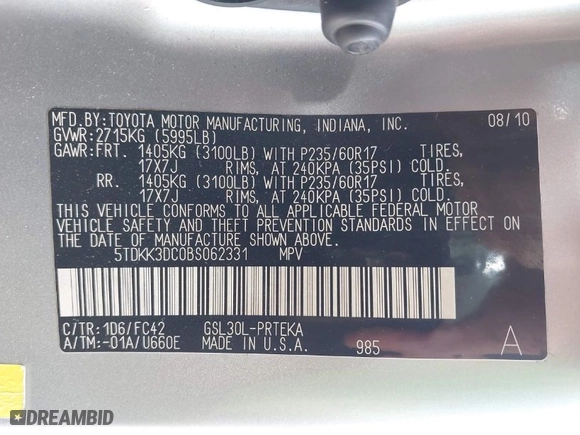 MFD.BY:TOYOTA MOTOR MANUFACTURING, INDIANA, INC. 08/10
GVWR:2715KG (5995LB)
GAWR:FRT. 1405KG (3100LB) WITH P235/60R17 TIRES,
17X7J RIMS, AT 240KPA (35PSI) COLD.
RR. 1405KG (3100LB) WITH P235/60R17 TIRES,
17X7J RIMS, AT 240KPA (35PSI) COLD.
THIS VEHICLE CONFORMS TO ALL APPLICABLE FEDERAL MOTOR
VEHICLE SAFETY AND THEFT PREVENTION STANDARDS IN EFFECT ON
THE DATE OF MANUFACTURE SHOWN ABOVE.
5TDKK3DC0BS062331 MPV
C/TR:1D6/FC42 GSL30L-PRTEKA
A/TM:-01A/U660E MADE IN U.S.A. 985 A
DREAMBID